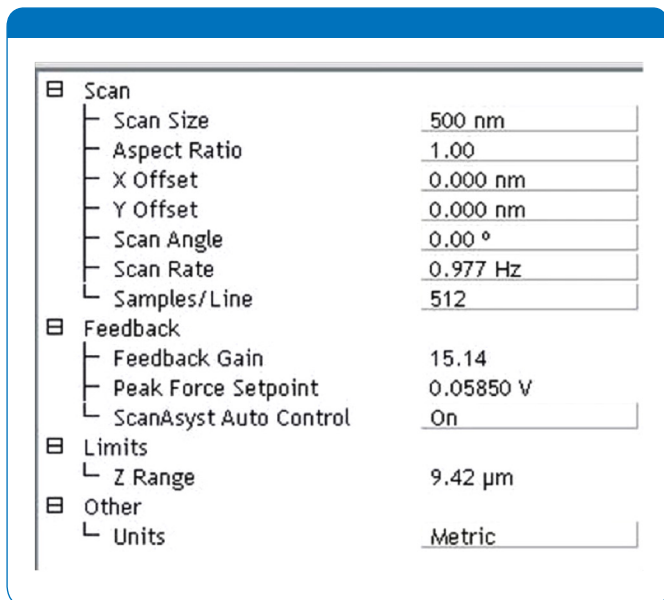 Scan
Scan Size 500 nm
Aspect Ratio 1.00
X Offset 0.000 nm
Y Offset 0.000 nm
Scan Angle 0.00 º
Scan Rate 0.977 Hz
Samples/Line 512
Feedback
Feedback Gain 15.14
Peak Force Setpoint 0.05850 V
ScanAsyst Auto Control On
Limits
Z Range 9.42 µm
Other
Units Metric